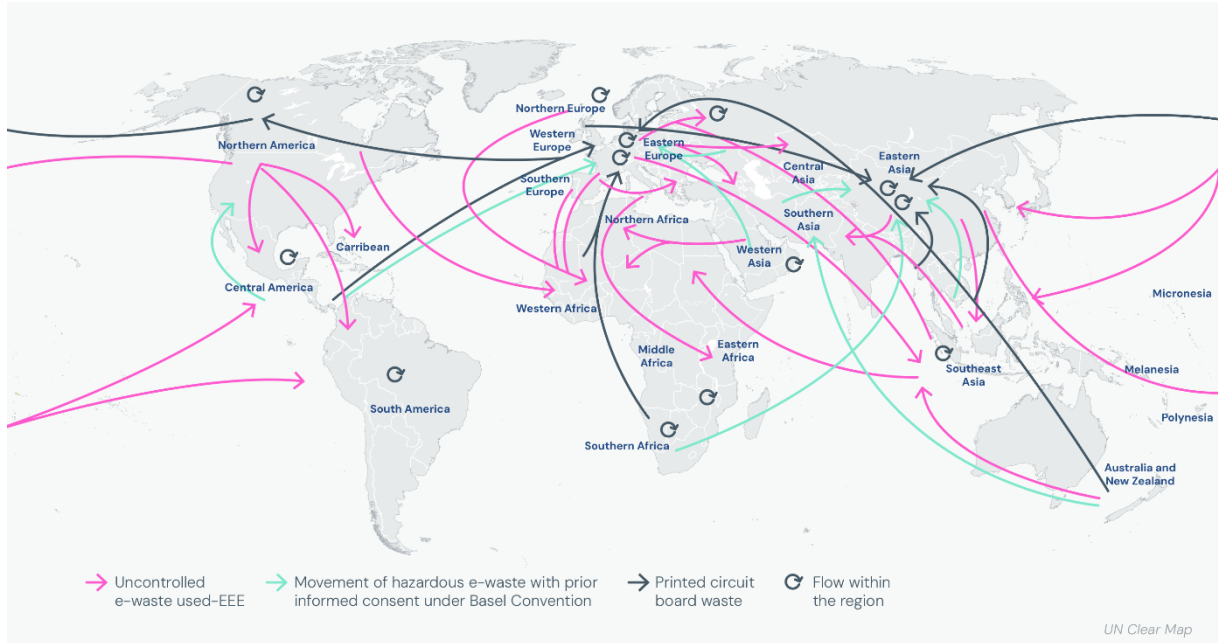 Northern Europe
Northern America
Western
Europe
Eastern
Europe
Eastern
Asia
Central
Asia
Southern
Europe
Northern Africa
Southern
Asia
Carribean
Western
Asia
Central America
Western Africa
Micronesia
Middle
Africa
Eastern
Africa
Southeast
Asia
Melanesia
South America
Polynesia
Southern Africa
Australia and
New Zealand
Uncontrolled
e-waste used-EEE
Movement of hazardous e-waste with prior
informed consent under Basel Convention
Printed circuit
board waste
Flow within
the region
UN Clear Map